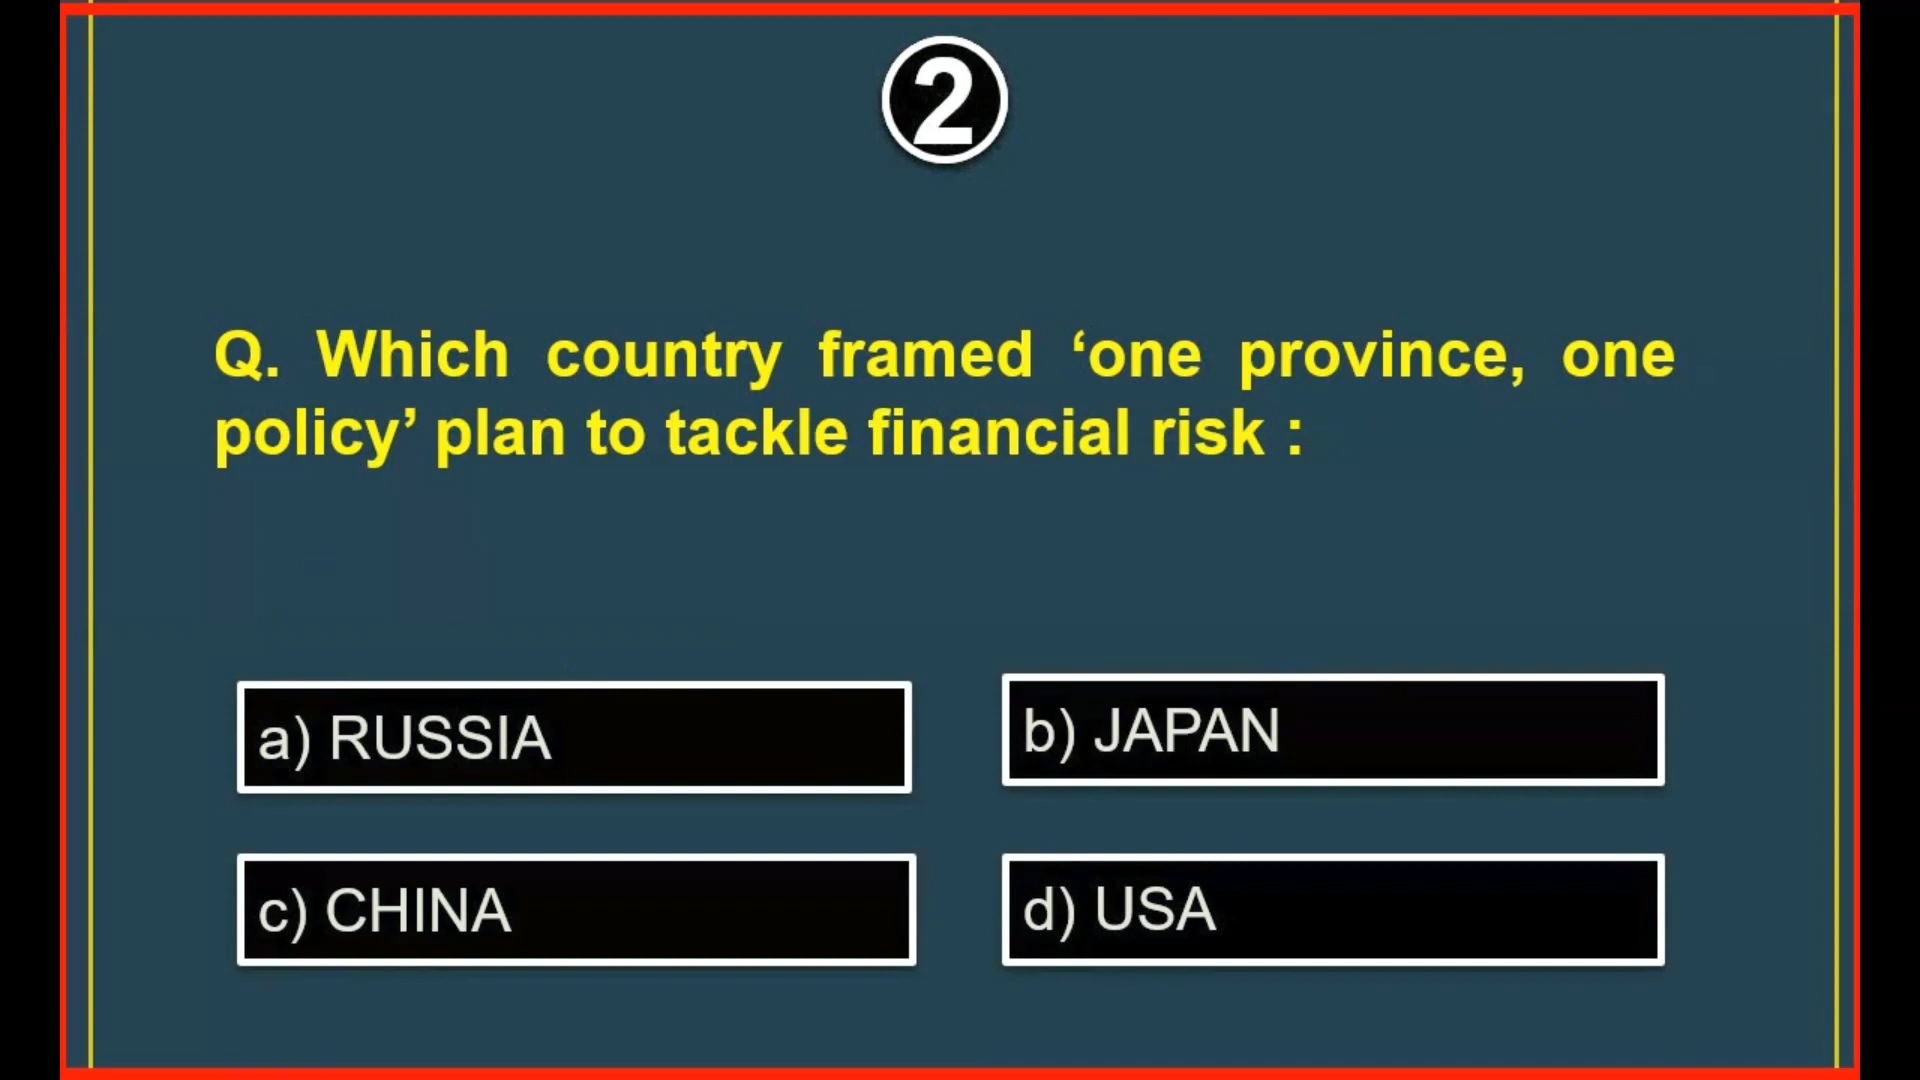 2
Q. Which country framed ‘one province, one
policy’ plan to tackle financial risk :
a) RUSSIA
b) JAPAN
c) CHINA
d) USA